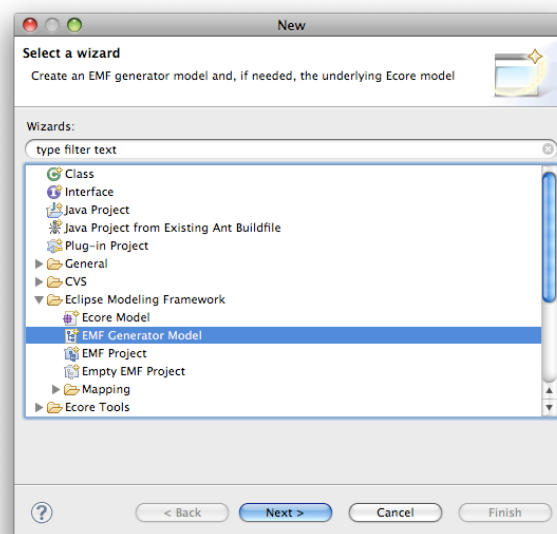 New
Select a wizard
Create an EMF generator model and, if needed, the underlying Ecore model
Wizards:
type filter text
Class
Interface
Java Project
Java Project from Existing Ant Buildfile
Plug-in Project
General
CVS
Eclipse Modeling Framework
Ecore Model
EMF Generator Model
EMF Project
Empty EMF Project
Mapping
Ecore Tools
?
< Back
Next >
Cancel
Finish